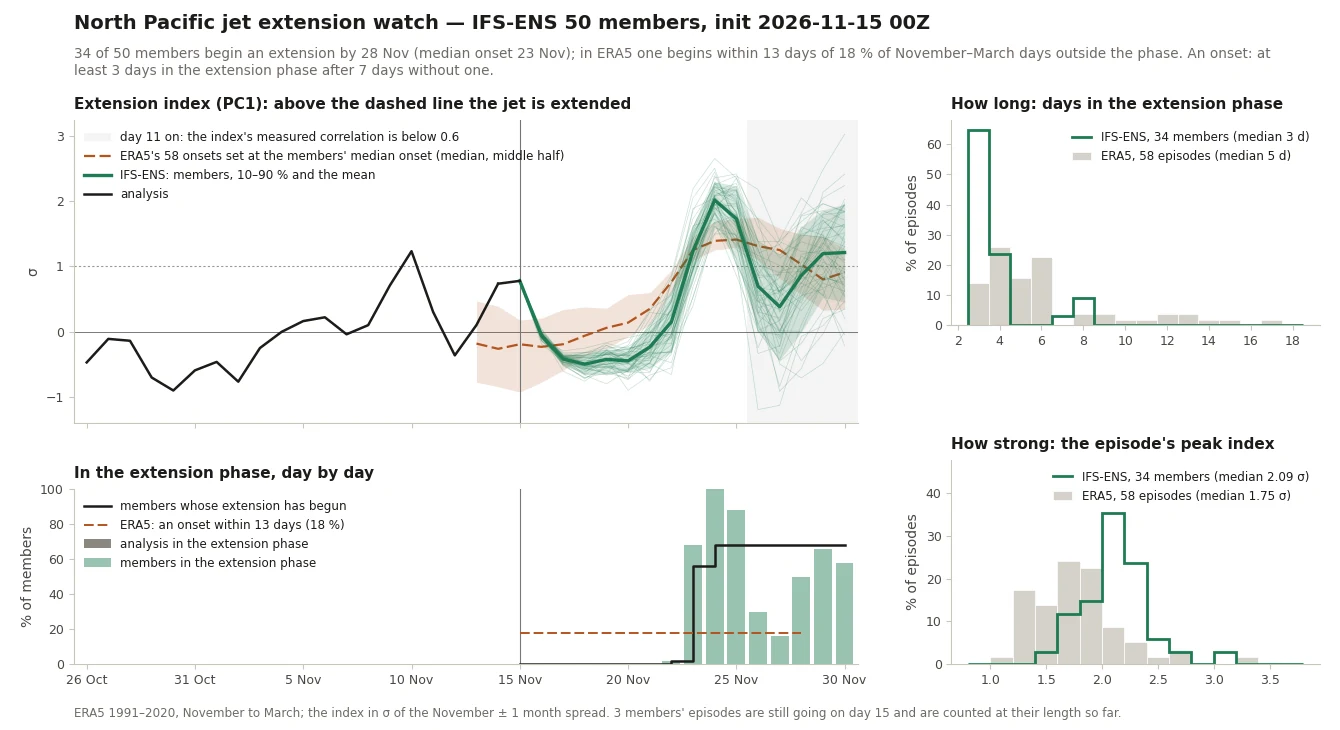 North Pacific jet extension watch — IFS-ENS 50 members, init 2026-11-15 00Z
34 of 50 members begin an extension by 28 Nov (median onset 23 Nov); in ERA5 one begins within 13 days of 18 % of November–March days outside the phase. An onset: at
least 3 days in the extension phase after 7 days without one.
Extension index (PC1): above the dashed line the jet is extended
day 11 on: the index's measured correlation is below 0.6
ERA5's 58 onsets set at the members' median onset (median, middle half)
IFS-ENS: members, 10–90 % and the mean
analysis
3
2
1
0
−1
σ
How long: days in the extension phase
IFS-ENS, 34 members (median 3 d)
ERA5, 58 episodes (median 5 d)
% of episodes
60
50
40
30
20
10
0
2 4 6 8 10 12 14 16 18
In the extension phase, day by day
members whose extension has begun
ERA5: an onset within 13 days (18 %)
analysis in the extension phase
members in the extension phase
% of members
100
80
60
40
20
0
26 Oct 31 Oct 5 Nov 10 Nov 15 Nov 20 Nov 25 Nov 30 Nov
How strong: the episode's peak index
IFS-ENS, 34 members (median 2.09 σ)
ERA5, 58 episodes (median 1.75 σ)
% of episodes
40
30
20
10
0
1.0 1.5 2.0 2.5 3.0 3.5
ERA5 1991–2020, November to March; the index in σ of the November ± 1 month spread. 3 members' episodes are still going on day 15 and are counted at their length so far.